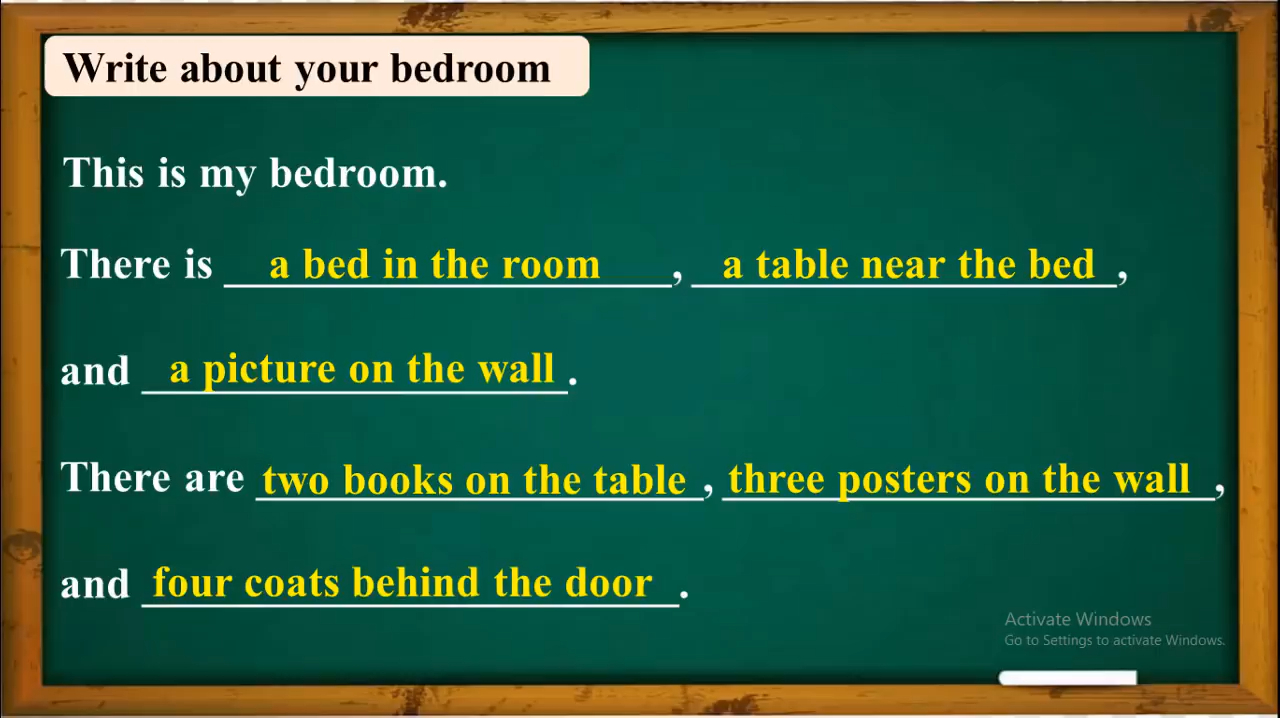 Write about your bedroom
This is my bedroom.
There is a bed in the room, a table near the bed,
and a picture on the wall.
There are two books on the table, three posters on the wall,
and four coats behind the door.
Activate Windows
Go to Settings to activate Windows.